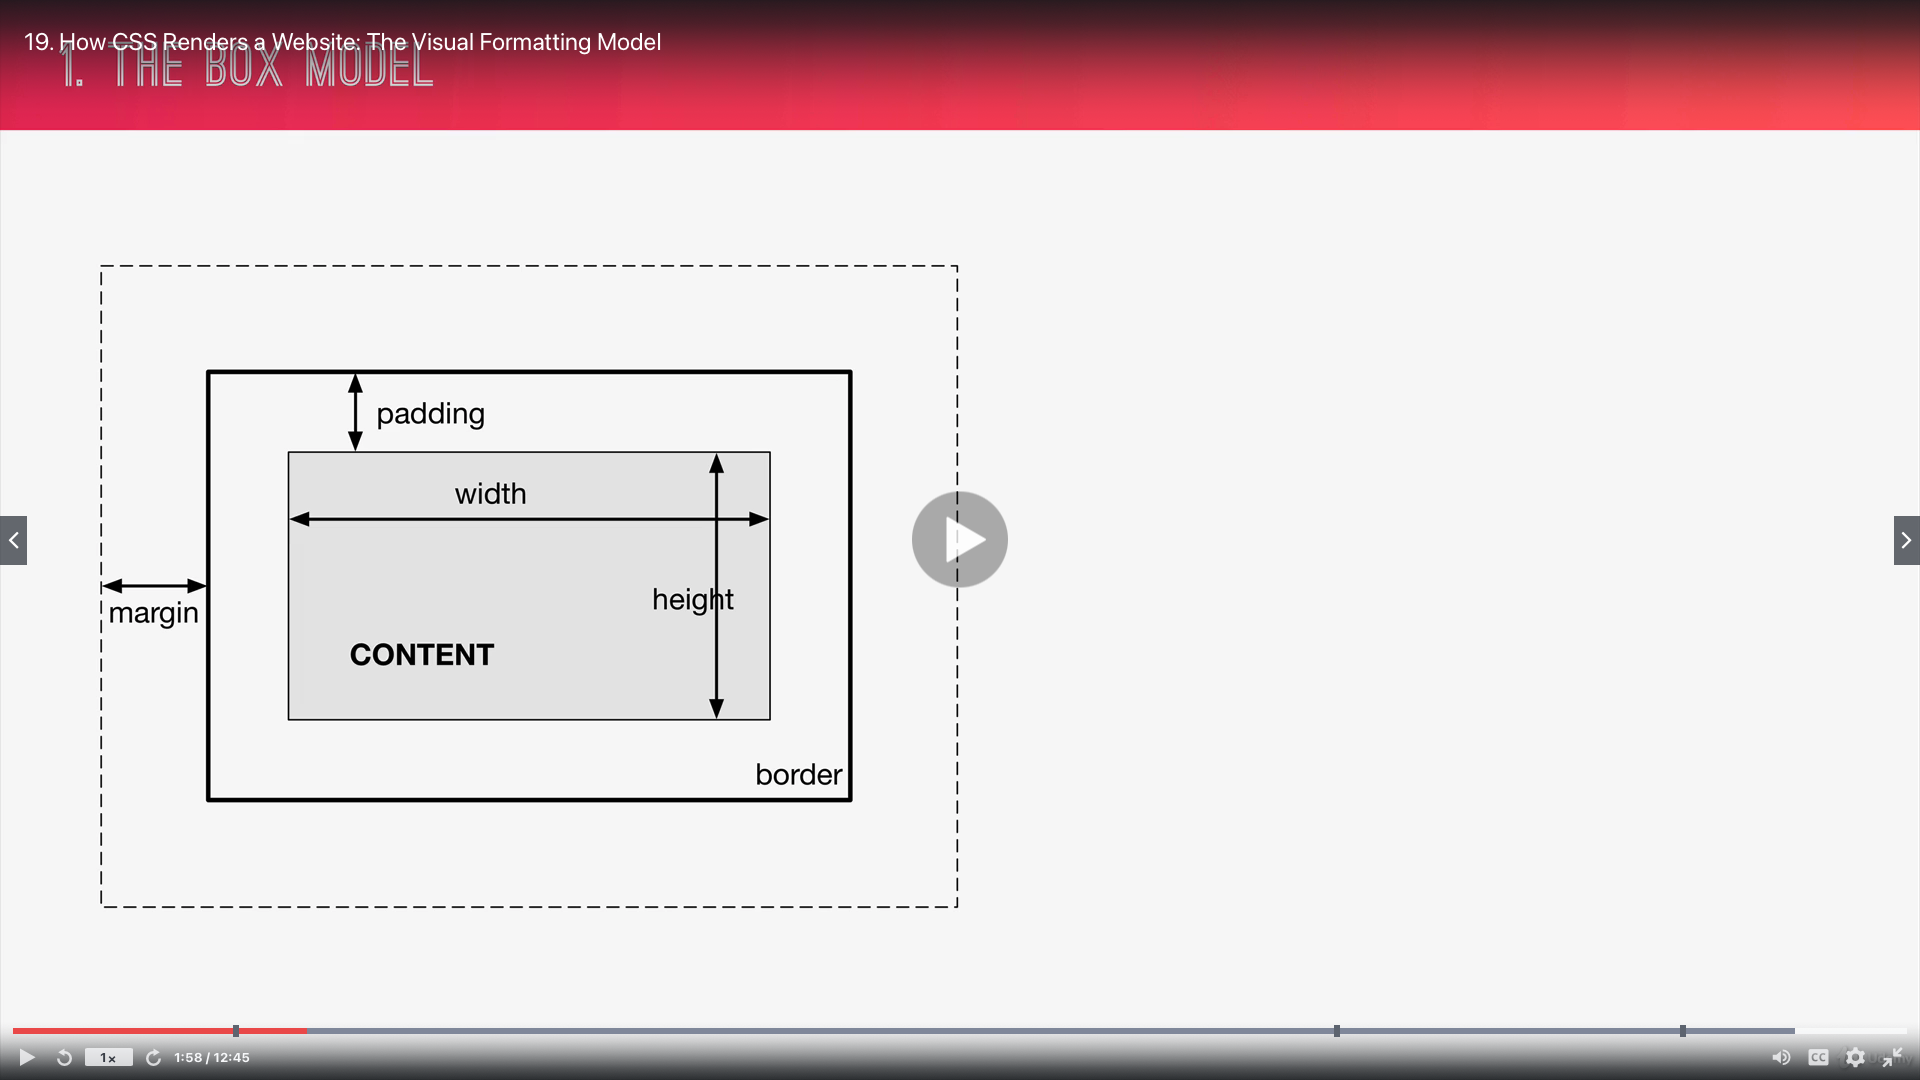 19. How CSS Renders a Website: The Visual Formatting Model
1. THE BOX MODEL
padding
width
height
margin
CONTENT
border
1x
1:58 / 12:45
CC